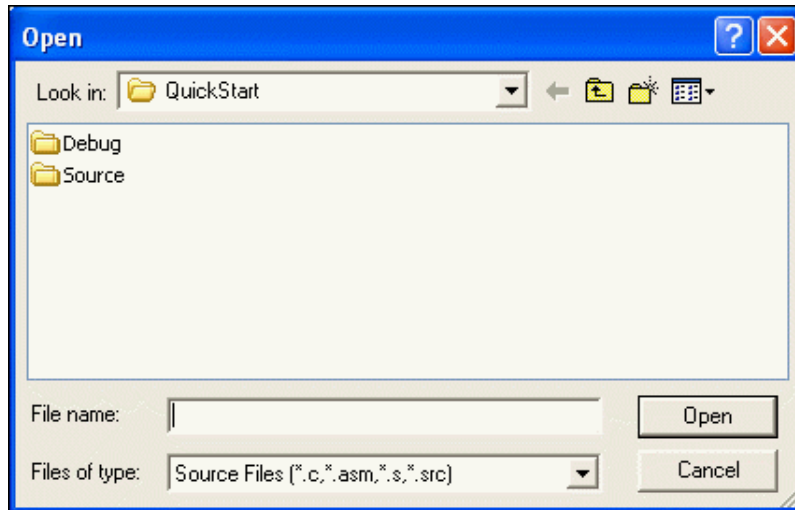 Open
Look in: QuickStart
Debug
Source
File name: Open
Files of type: Source Files (*.c,*.asm,*.s,*.src) Cancel